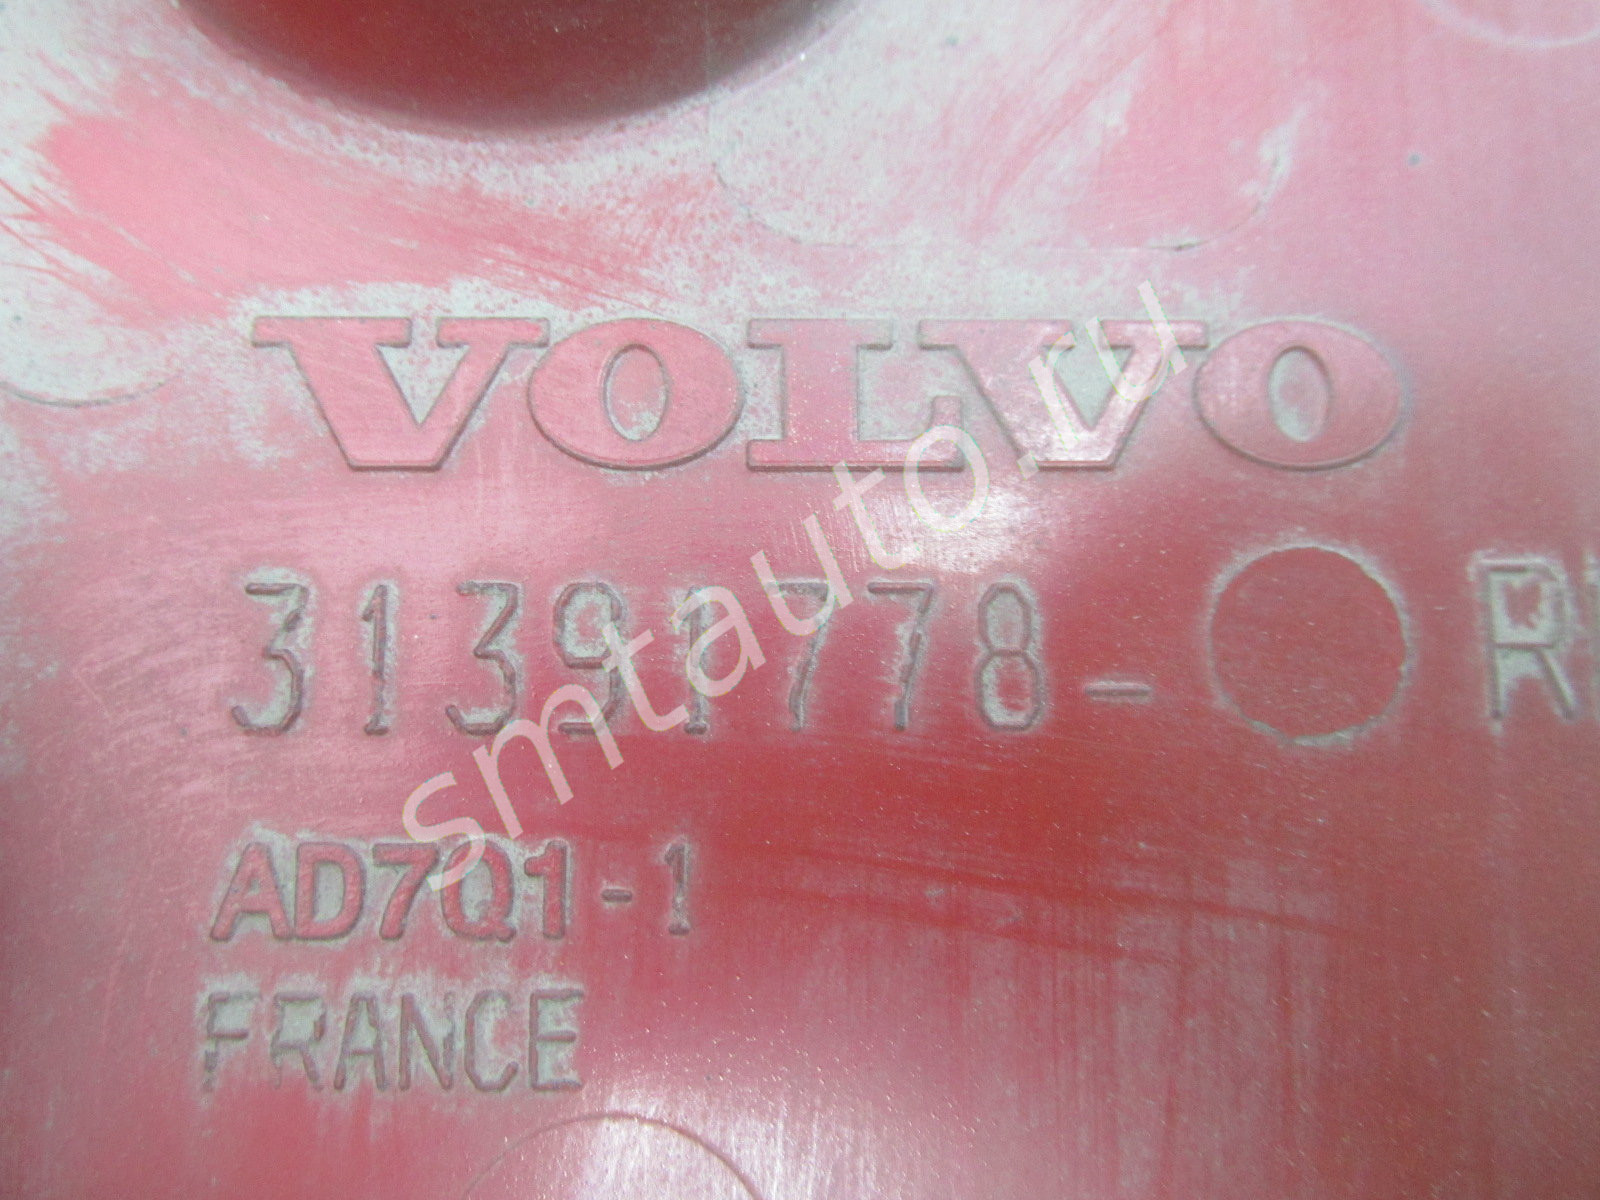 VOLVO
31391778-
AD7Q1-1
FRANCE
smtauto.ru